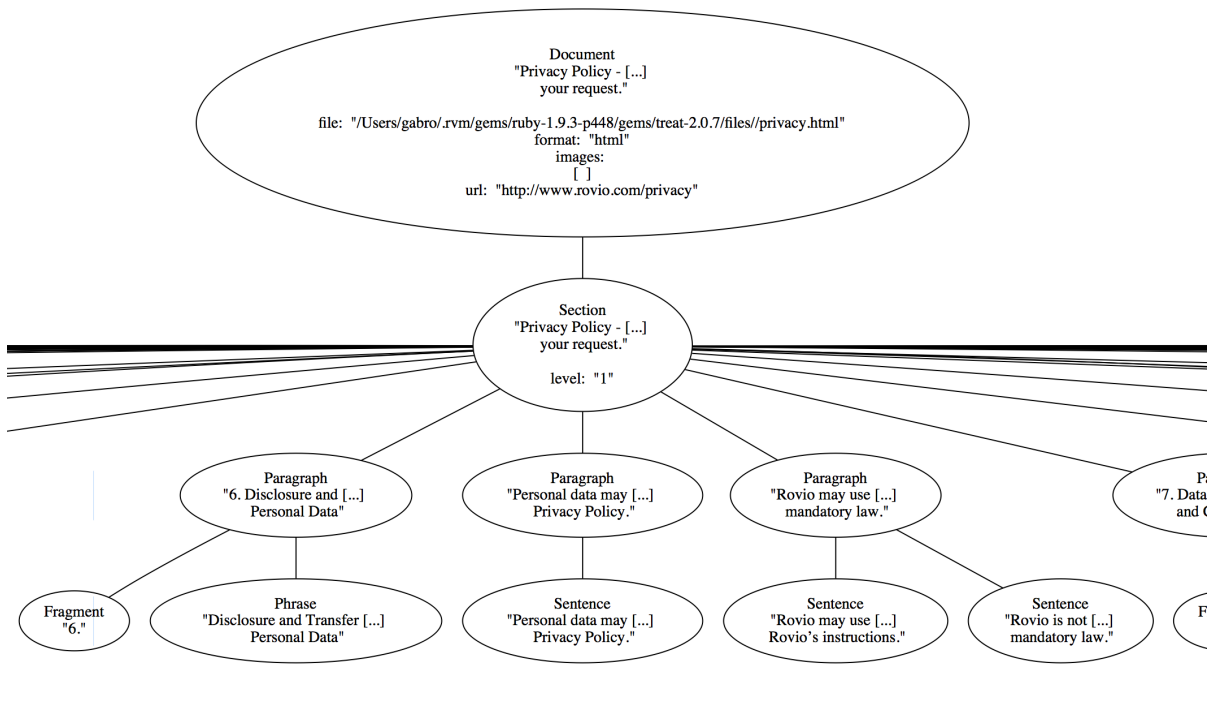 Document
"Privacy Policy - [...]
your request."
file: "/Users/gabro/.rvm/gems/ruby-1.9.3-p448/gems/treat-2.0.7/files//privacy.html"
format: "html"
images:
[ ]
url: "http://www.rovio.com/privacy"
Section
"Privacy Policy - [...]
your request."
level: "1"
Paragraph
"6. Disclosure and [...]
Personal Data"
Paragraph
"Personal data may [...]
Privacy Policy."
Paragraph
"Rovio may use [...]
mandatory law."
"7. Data
and
Fragment
"6."
Phrase
"Disclosure and Transfer [...]
Personal Data"
Sentence
"Personal data may [...]
Privacy Policy."
Sentence
"Rovio may use [...]
Rovio’s instructions."
Sentence
"Rovio is not [...]
mandatory law."